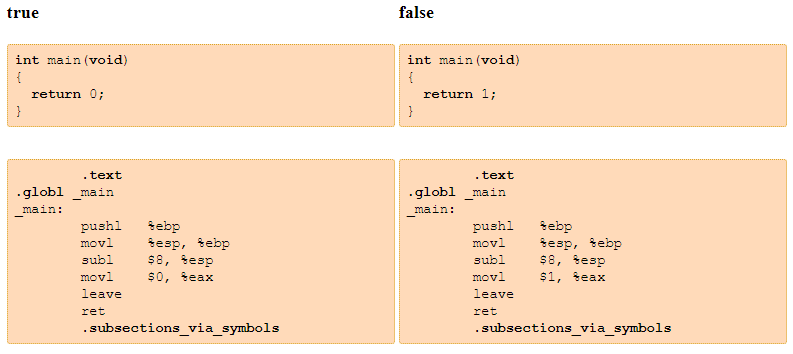 true
int main(void)
{
  return 0;
}
        .text
.globl _main
_main:
        pushl   %ebp
        movl    %esp, %ebp
        subl    $8, %esp
        movl    $0, %eax
        leave
        ret
        .subsections_via_symbols
false
int main(void)
{
  return 1;
}
        .text
.globl _main
_main:
        pushl   %ebp
        movl    %esp, %ebp
        subl    $8, %esp
        movl    $1, %eax
        leave
        ret
        .subsections_via_symbols